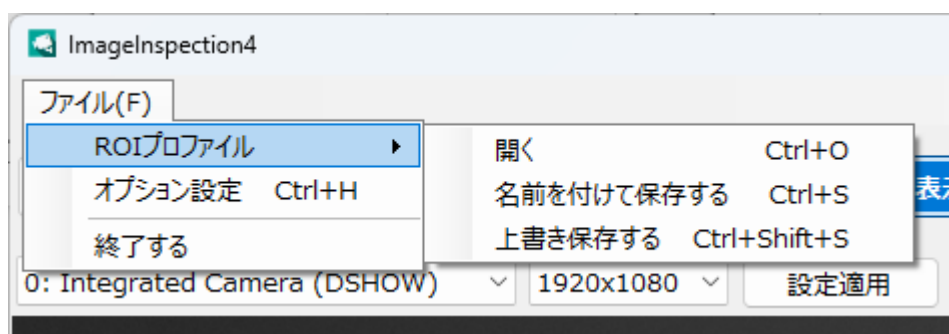 ImageInspection4
ファイル(F)
ROIプロファイル
オプション設定 Ctrl+H
終了する
開く Ctrl+O
名前を付けて保存する Ctrl+S
上書き保存する Ctrl+Shift+S
表示
0: Integrated Camera (DSHOW) 1920x1080 設定適用